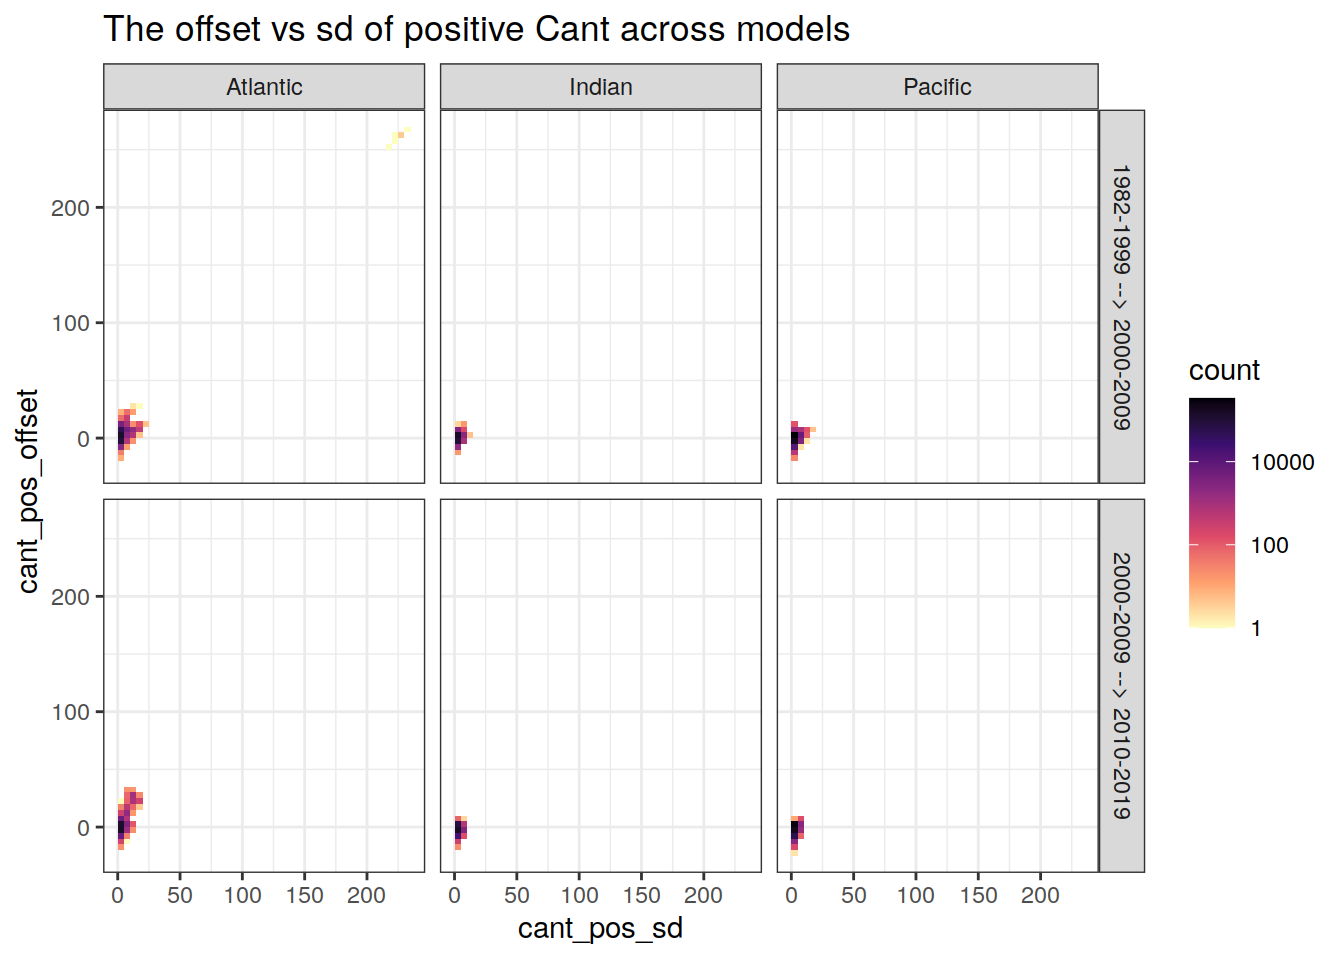 The offset vs sd of positive Cant across models
Atlantic
Indian
Pacific
200
100
0
1982-1999 --> 2000-2009
200
100
0
2000-2009 --> 2010-2019
0 50 100 150 200
0 50 100 150 200
0 50 100 150 200
cant_pos_sd
cant_pos_offset
count
10000
100
1